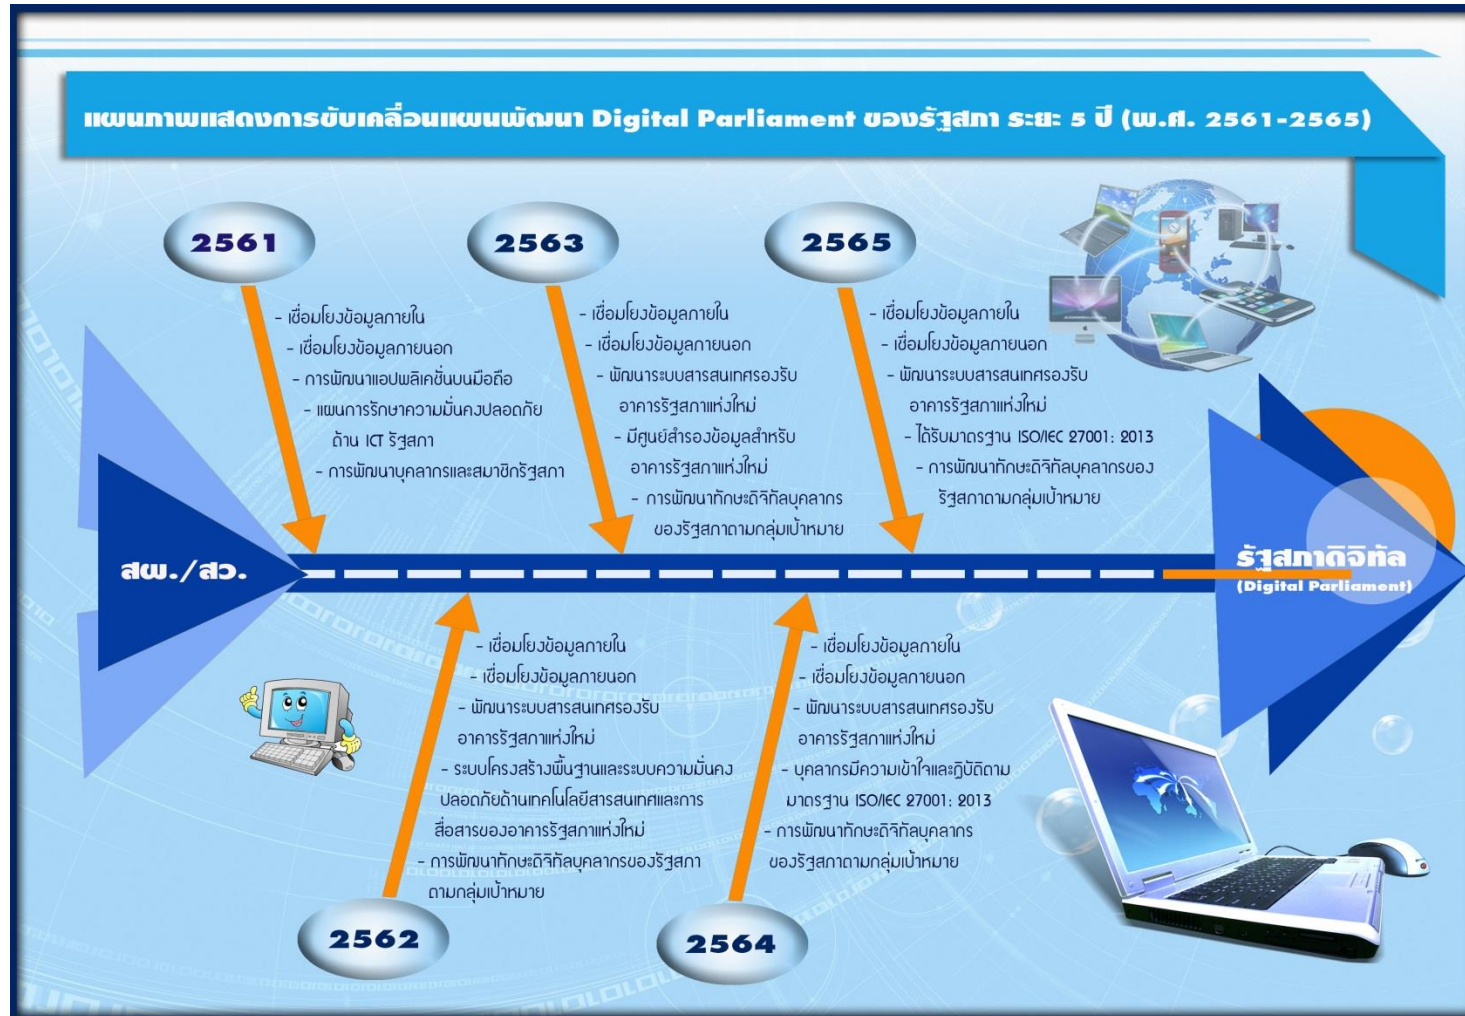 แผนภาพแสดงการขับเคลื่อนแผนพัฒนา Digital Parliament ของรัฐสภา ระยะ 5 ปี (พ.ศ. 2561-2565)
2561
- เชื่อมโยงข้อมูลภายใน
- เชื่อมโยงข้อมูลภายนอก
- การพัฒนาแอปพลิเคชั่นบนมือถือ
- แผนการรักษาความมั่นคงปลอดภัย
ด้าน ICT รัฐสภา
- การพัฒนาบุคลากรและสมาชิกรัฐสภา
2563
- เชื่อมโยงข้อมูลภายใน
- เชื่อมโยงข้อมูลภายนอก
- พัฒนาระบบสารสนเทศรองรับ
อาคารรัฐสภาแห่งใหม่
- มีศูนย์สำรองข้อมูลสำหรับ
อาคารรัฐสภาแห่งใหม่
- การพัฒนาทักษะดิจิทัลบุคลากร
ของรัฐสภาตามกลุ่มเป้าหมาย
2565
- เชื่อมโยงข้อมูลภายใน
- เชื่อมโยงข้อมูลภายนอก
- พัฒนาระบบสารสนเทศรองรับ
อาคารรัฐสภาแห่งใหม่
- ได้รับมาตรฐาน ISO/IEC 27001: 2013
- การพัฒนาทักษะดิจิทัลบุคลากรของ
รัฐสภาตามกลุ่มเป้าหมาย
สผ./สว.
รัฐสภาดิจิทัล
(Digital Parliament)
- เชื่อมโยงข้อมูลภายใน
- เชื่อมโยงข้อมูลภายนอก
- พัฒนาระบบสารสนเทศรองรับ
อาคารรัฐสภาแห่งใหม่
- ระบบโครงสร้างพื้นฐานและระบบความมั่นคง
ปลอดภัยด้านเทคโนโลยีสารสนเทศและการ
สื่อสารของอาคารรัฐสภาแห่งใหม่
- การพัฒนาทักษะดิจิทัลบุคลากรของรัฐสภา
ตามกลุ่มเป้าหมาย
2562
- เชื่อมโยงข้อมูลภายใน
- เชื่อมโยงข้อมูลภายนอก
- พัฒนาระบบสารสนเทศรองรับ
อาคารรัฐสภาแห่งใหม่
- บุคลากรมีความเข้าใจและฏิบัติตาม
มาตรฐาน ISO/IEC 27001: 2013
- การพัฒนาทักษะดิจิทัลบุคลากร
ของรัฐสภาตามกลุ่มเป้าหมาย
2564